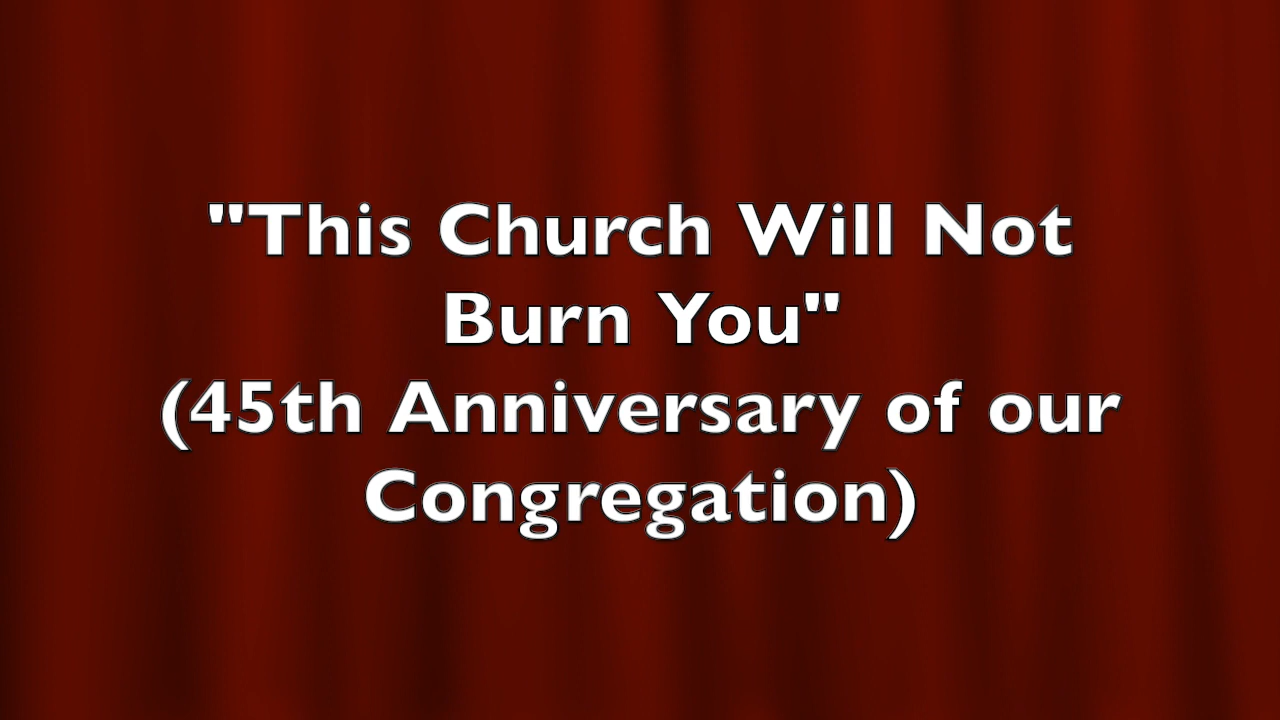 "This Church Will Not
Burn You"
(45th Anniversary of our
Congregation)